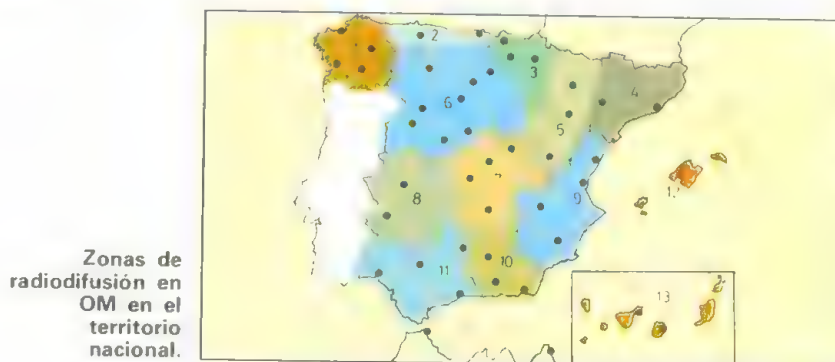 Zonas de
radiodifusión en
OM en el
territorio
nacional.
2
3
4
6
5
8
9
10
11
13